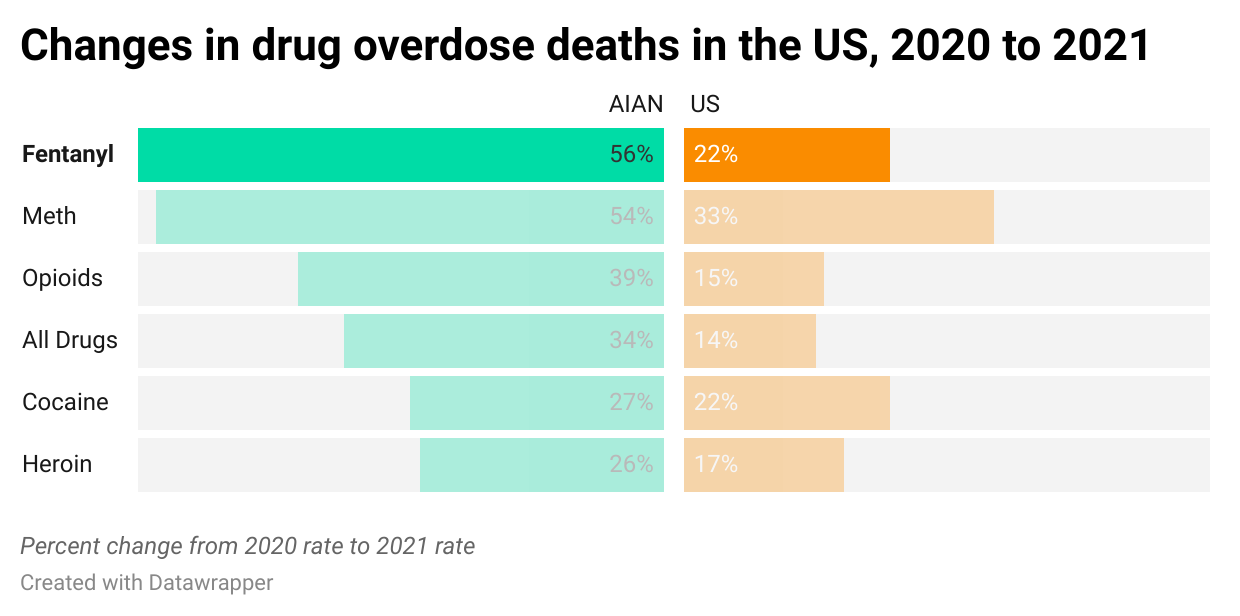 Changes in drug overdose deaths in the US, 2020 to 2021
AIAN US
Fentanyl 56% 22%
Meth 54% 33%
Opioids 39% 15%
All Drugs 34% 14%
Cocaine 27% 22%
Heroin 26% 17%
Percent change from 2020 rate to 2021 rate
Created with Datawrapper